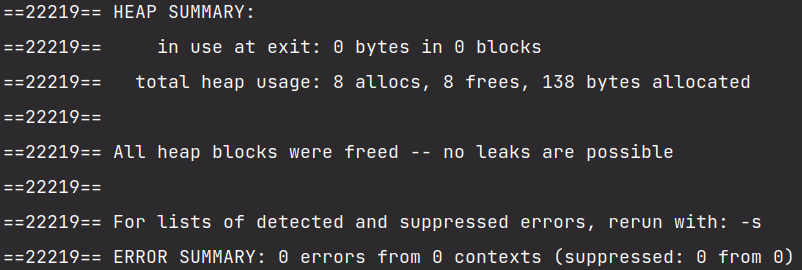 ==22219== HEAP SUMMARY:
==22219==     in use at exit: 0 bytes in 0 blocks
==22219==   total heap usage: 8 allocs, 8 frees, 138 bytes allocated
==22219==
==22219== All heap blocks were freed -- no leaks are possible
==22219==
==22219== For lists of detected and suppressed errors, rerun with: -s
==22219== ERROR SUMMARY: 0 errors from 0 contexts (suppressed: 0 from 0)